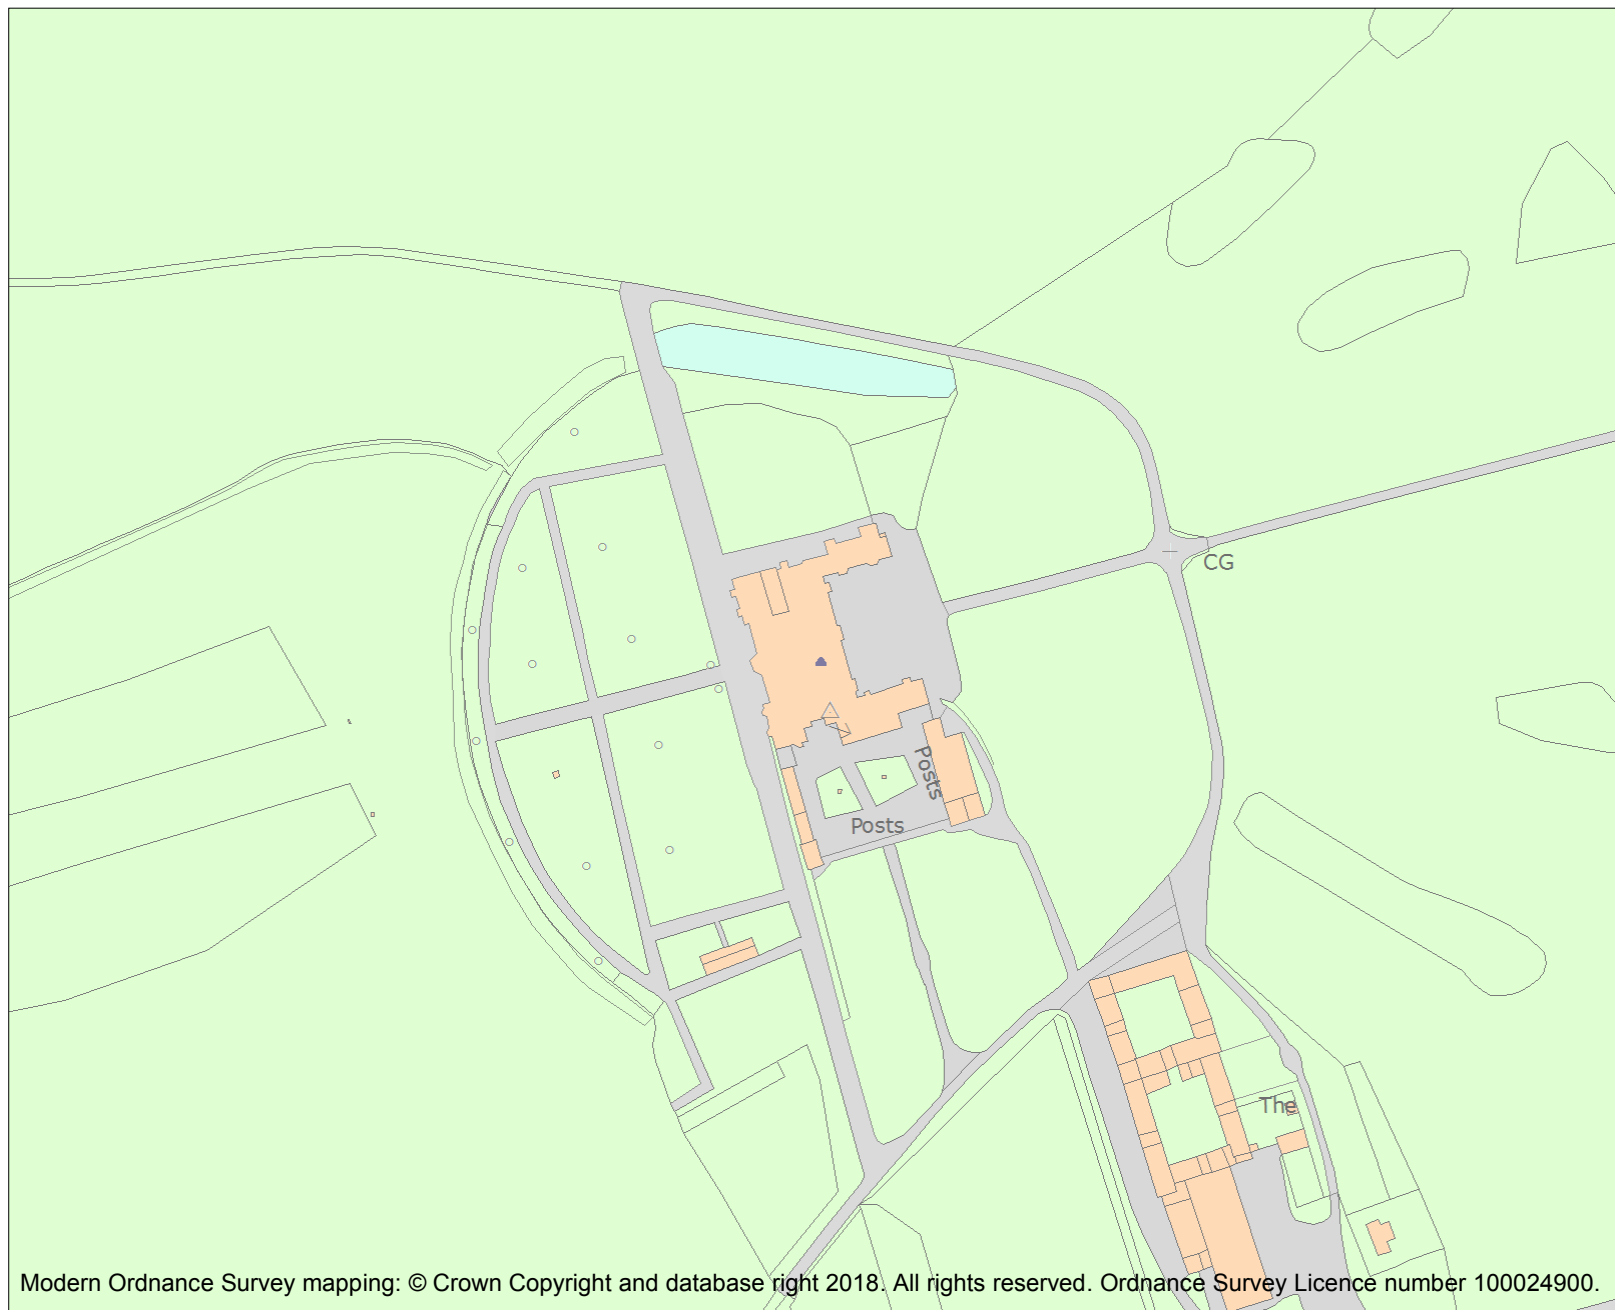 CG
Posts
Posts
The
Modern Ordnance Survey mapping: © Crown Copyright and database right 2018. All rights reserved. Ordnance Survey Licence number 100024900.